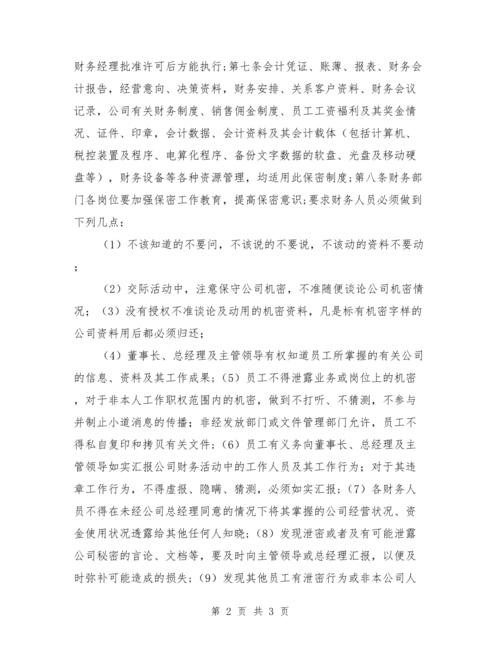 财务经理批准许可后方能执行;第七条会计凭证、账薄、报表、财务会
计报告，经营意向、决策资料，财务安排、关系客户资料、财务会议
记录，公司有关财务制度、销售佣金制度、员工工资福利及其奖金情
况、证件、印章，会计数据、会计资料及其会计载体（包括计算机、
税控装置及程序、电算化程序、备份文字数据的软盘、光盘及移动硬
盘等），财务设备等各种资源管理，均适用此保密制度;第八条财务部
门各岗位要加强保密工作教育，提高保密意识;要求财务人员必须做到
下列几点;
（1）不该知道的不要问，不该说的不要说，不该动的资料不要动
;
（2）交际活动中，注意保守公司机密，不准随便谈论公司机密情
况;（3）没有授权不准谈论及动用的机密资料，凡是标有机密字样的
公司资料用后都必须归还;
（4）董事长、总经理及主管领导有权知道员工所掌握的有关公司
的信息、资料及其工作成果;（5）员工不得泄露业务或岗位上的机密
，对于非本人工作职权范围内的机密，做到不打听、不猜测，不参与
并制止小道消息的传播；非经发放部门或文件管理部门允许，员工不
得私自复印和拷贝有关文件;（6）员工有义务向董事长、总经理及主
管领导如实汇报公司财务活动中的工作人员及其工作行为；对于其违
章工作行为，不得虚报、隐瞒、猜测，必须如实汇报;（7）各财务人
员不得在未经公司总经理同意的情况下将其掌握的公司经营状况、资
金使用状况透露给其他任何人知晓;（8）发现泄密或者及有可能泄露
公司秘密的言论、文档等，要及时向主管领导或总经理汇报，以便及
时弥补可能造成的损失;（9）发现其他员工有泄密行为或非本公司人
第 2 页 共 3 页